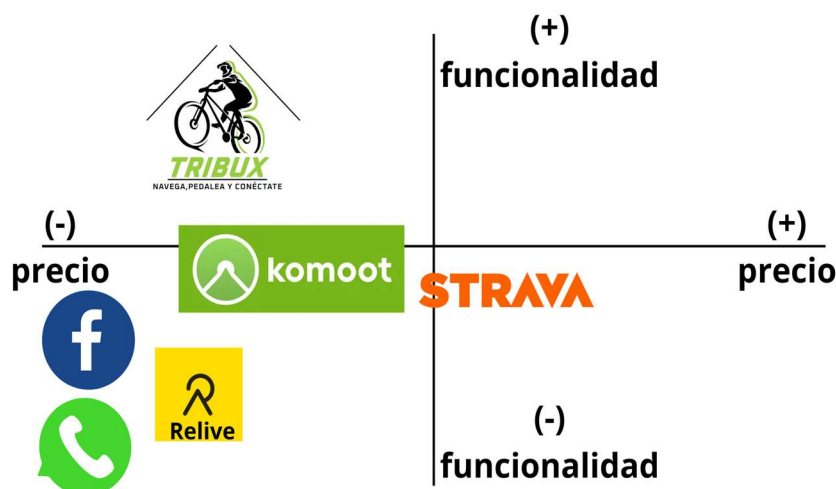 (+)
funcionalidad
TRIBUX
NAVEGA,PEDALEA Y CONÉCTATE
(-)
precio
(+)
precio
komoot
STRAVA
f
Relive
(-)
funcionalidad